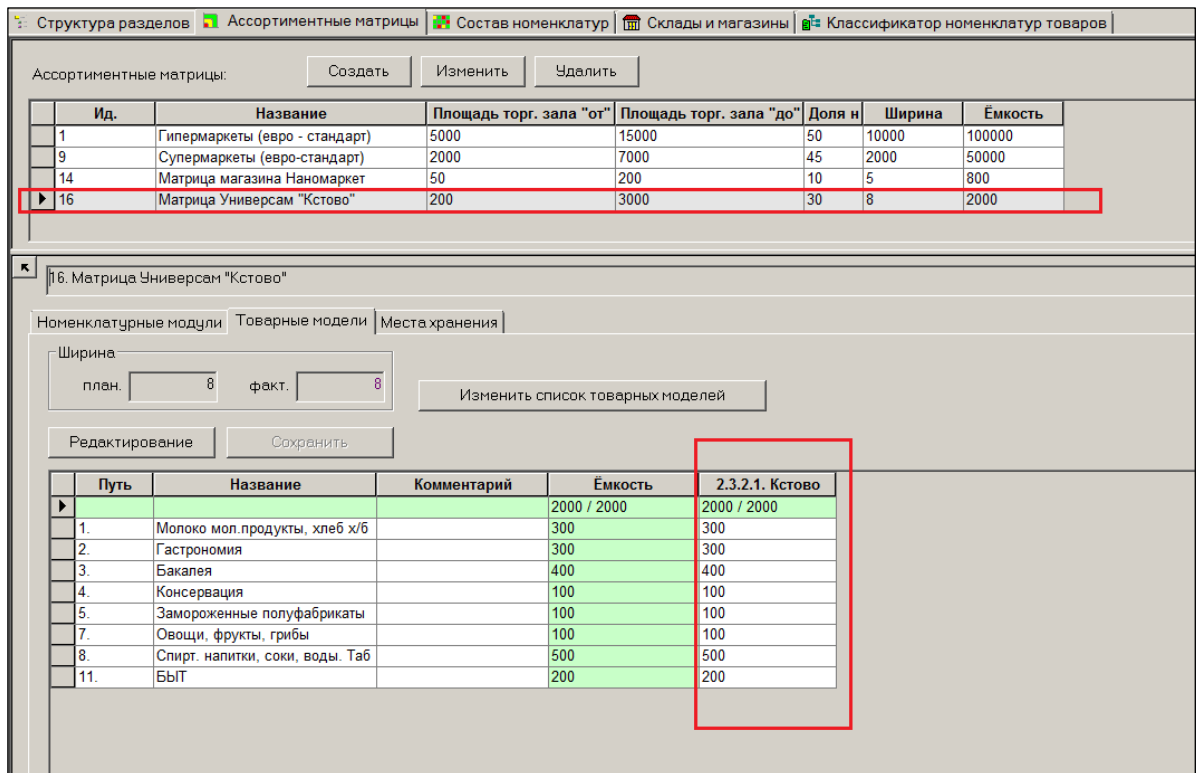 Структура разделов Ассортиментные матрицы Состав номенклатур Склады и магазины Классификатор номенклатур товаров
Ассортиментные матрицы: Создать Изменить Удалить
Ид. Название Площадь торг. зала "от" Площадь торг. зала "до" Доля н Ширина Ёмкость
1 Гипермаркеты (евро - стандарт) 5000 15000 50 10000 100000
9 Супермаркеты (евро-стандарт) 2000 7000 45 2000 50000
14 Матрица магазина Наномаркет 50 200 10 5 800
16 Матрица Универсам "Кстово" 200 3000 30 8 2000
16. Матрица Универсам "Кстово"
Номенклатурные модули Товарные модели Места хранения
Ширина
план. 8 факт. 8
Изменить список товарных моделей
Редактирование Сохранить
Путь Название Комментарий Ёмкость 2.3.2.1. Кстово
2000 / 2000 2000 / 2000
1. Молоко мол.продукты, хлеб х/б 300 300
2. Гастрономия 300 300
3. Бакалея 400 400
4. Консервация 100 100
5. Замороженные полуфабрикаты 100 100
7. Овощи, фрукты, грибы 100 100
8. Спирт. напитки, соки, воды. Таб 500 500
11. БЫТ 200 200